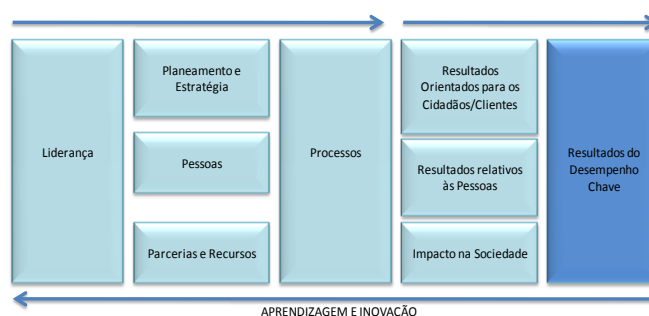 Liderança
Planeamento e
Estratégia
Pessoas
Parcerias e Recursos
Processos
Resultados
Orientados para os
Cidadãos/Clientes
Resultados relativos
às Pessoas
Impacto na Sociedade
Resultados do
Desempenho
Chave
APRENDIZAGEM E INOVAÇÃO